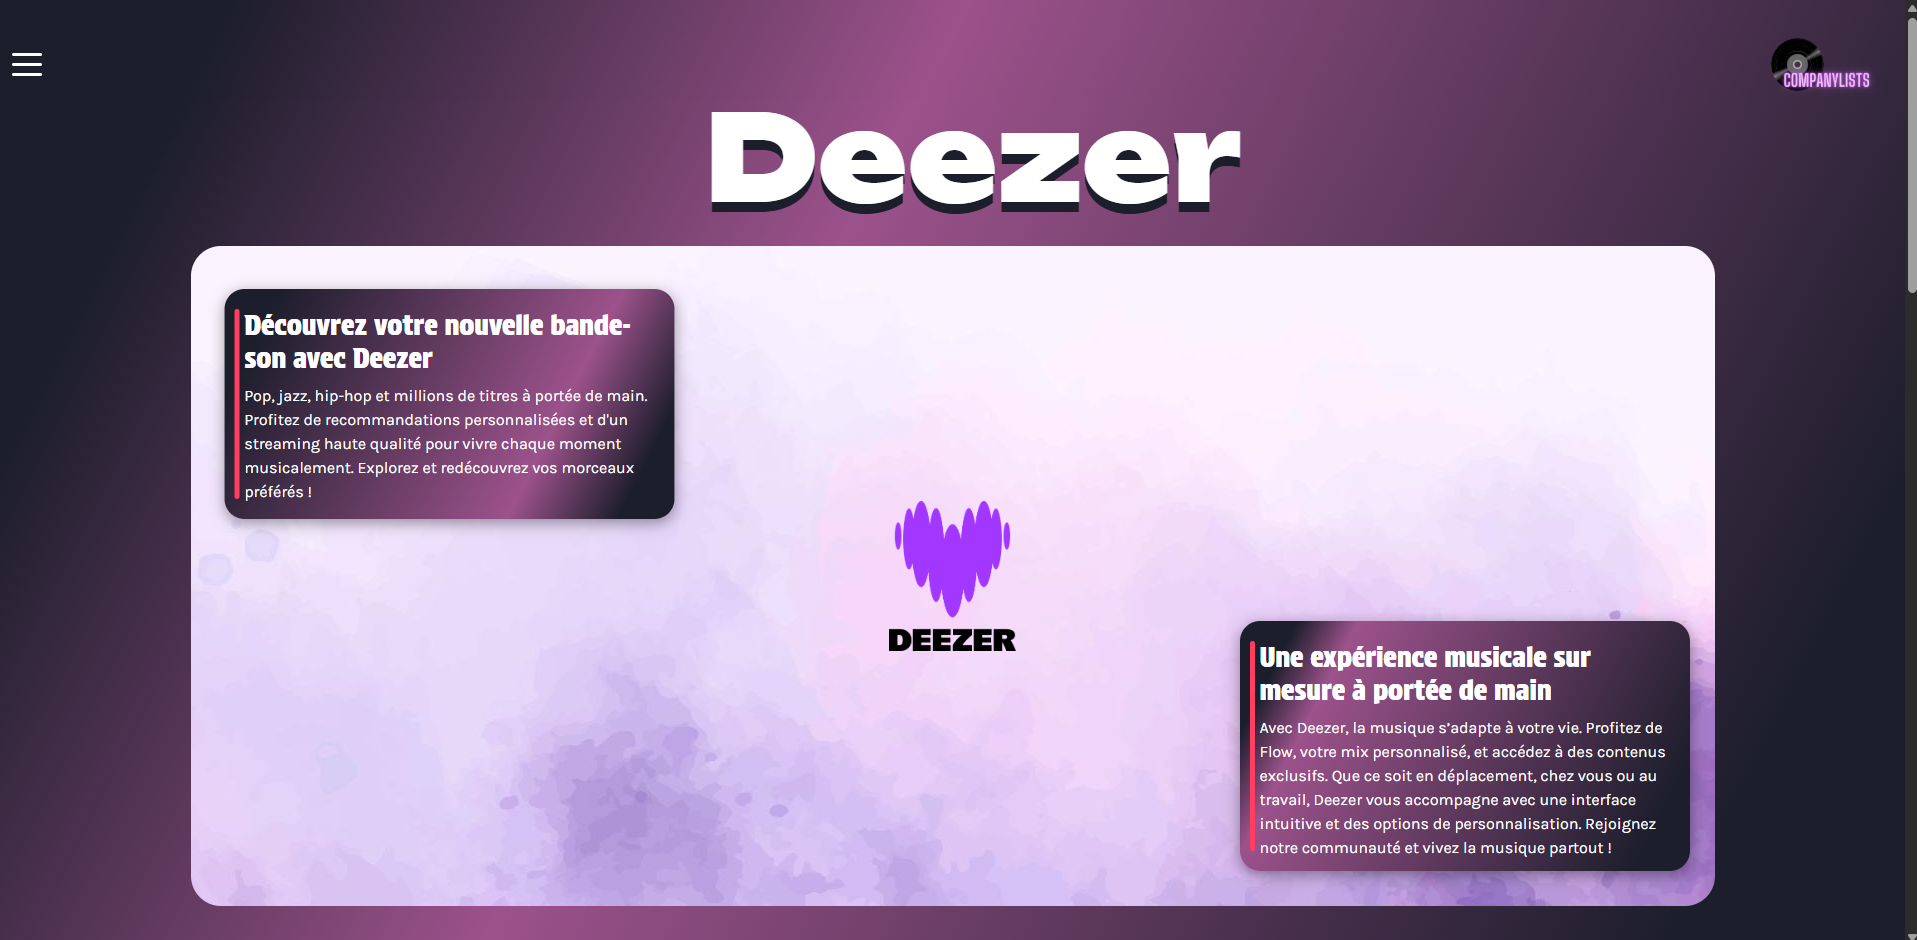 COMPANYLISTS
Deezer
Découvrez votre nouvelle bande-
son avec Deezer
Pop, jazz, hip-hop et millions de titres à portée de main.
Profitez de recommandations personnalisées et d'un
streaming haute qualité pour vivre chaque moment
musicalement. Explorez et redécouvrez vos morceaux
préférés !
DEEZER
Une expérience musicale sur
mesure à portée de main
Avec Deezer, la musique s’adapte à votre vie. Profitez de
Flow, votre mix personnalisé, et accédez à des contenus
exclusifs. Que ce soit en déplacement, chez vous ou au
travail, Deezer vous accompagne avec une interface
intuitive et des options de personnalisation. Rejoignez
notre communauté et vivez la musique partout !